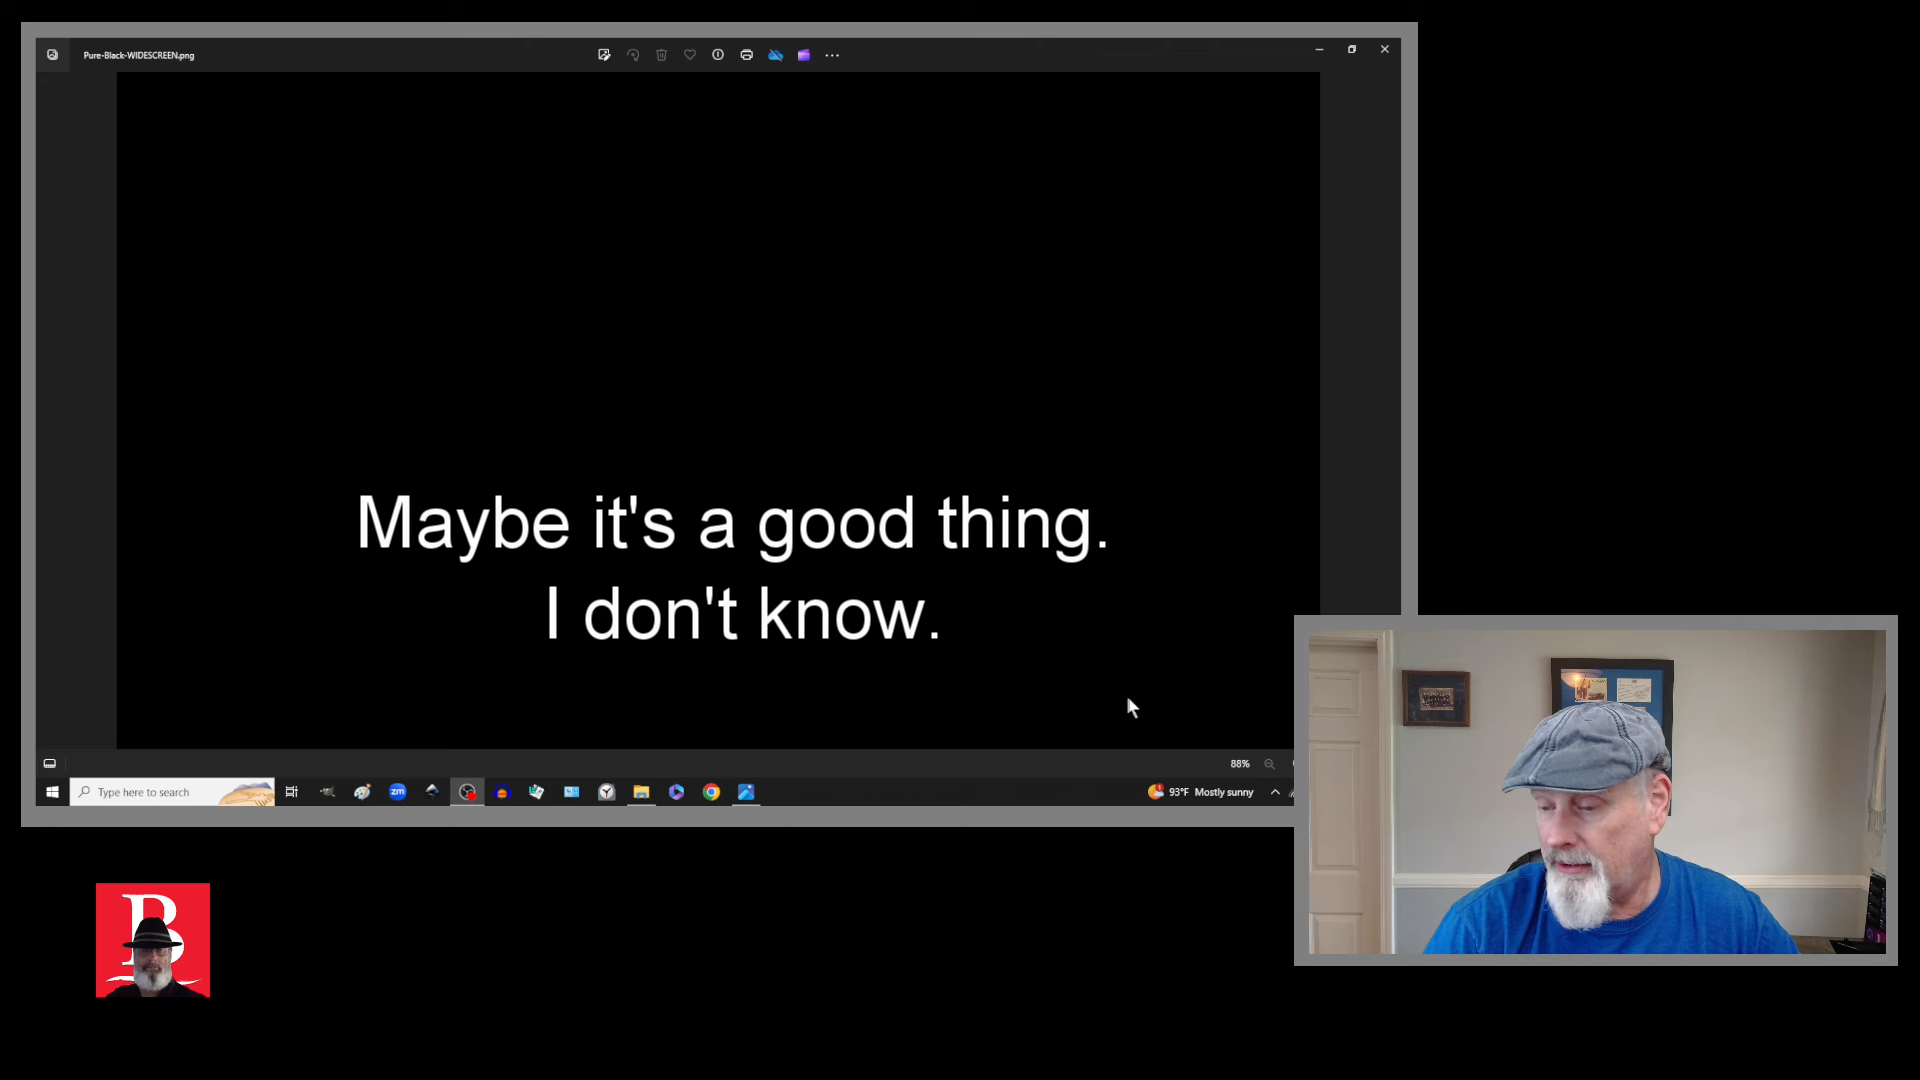 Pure-Black-WIDESCREEN.png
Maybe it's a good thing.
I don't know.
88%
Type here to search
zm
93°F Mostly sunny
B